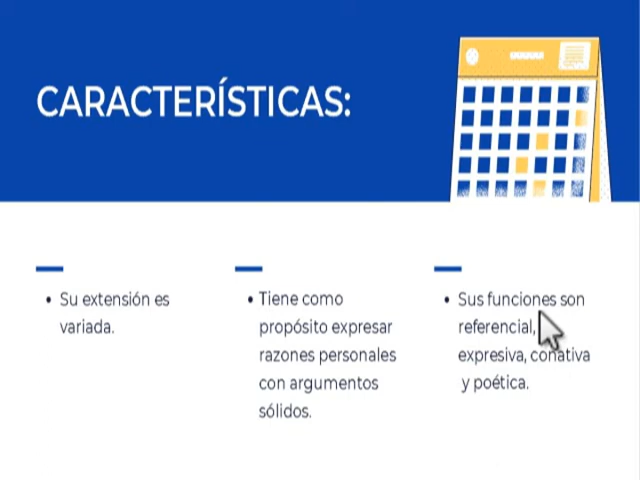 CARACTERÍSTICAS:
• Su extensión es
variada.
• Tiene como
propósito expresar
razones personales
con argumentos
sólidos.
• Sus funciones son
referencial,
expresiva, conativa
y poética.